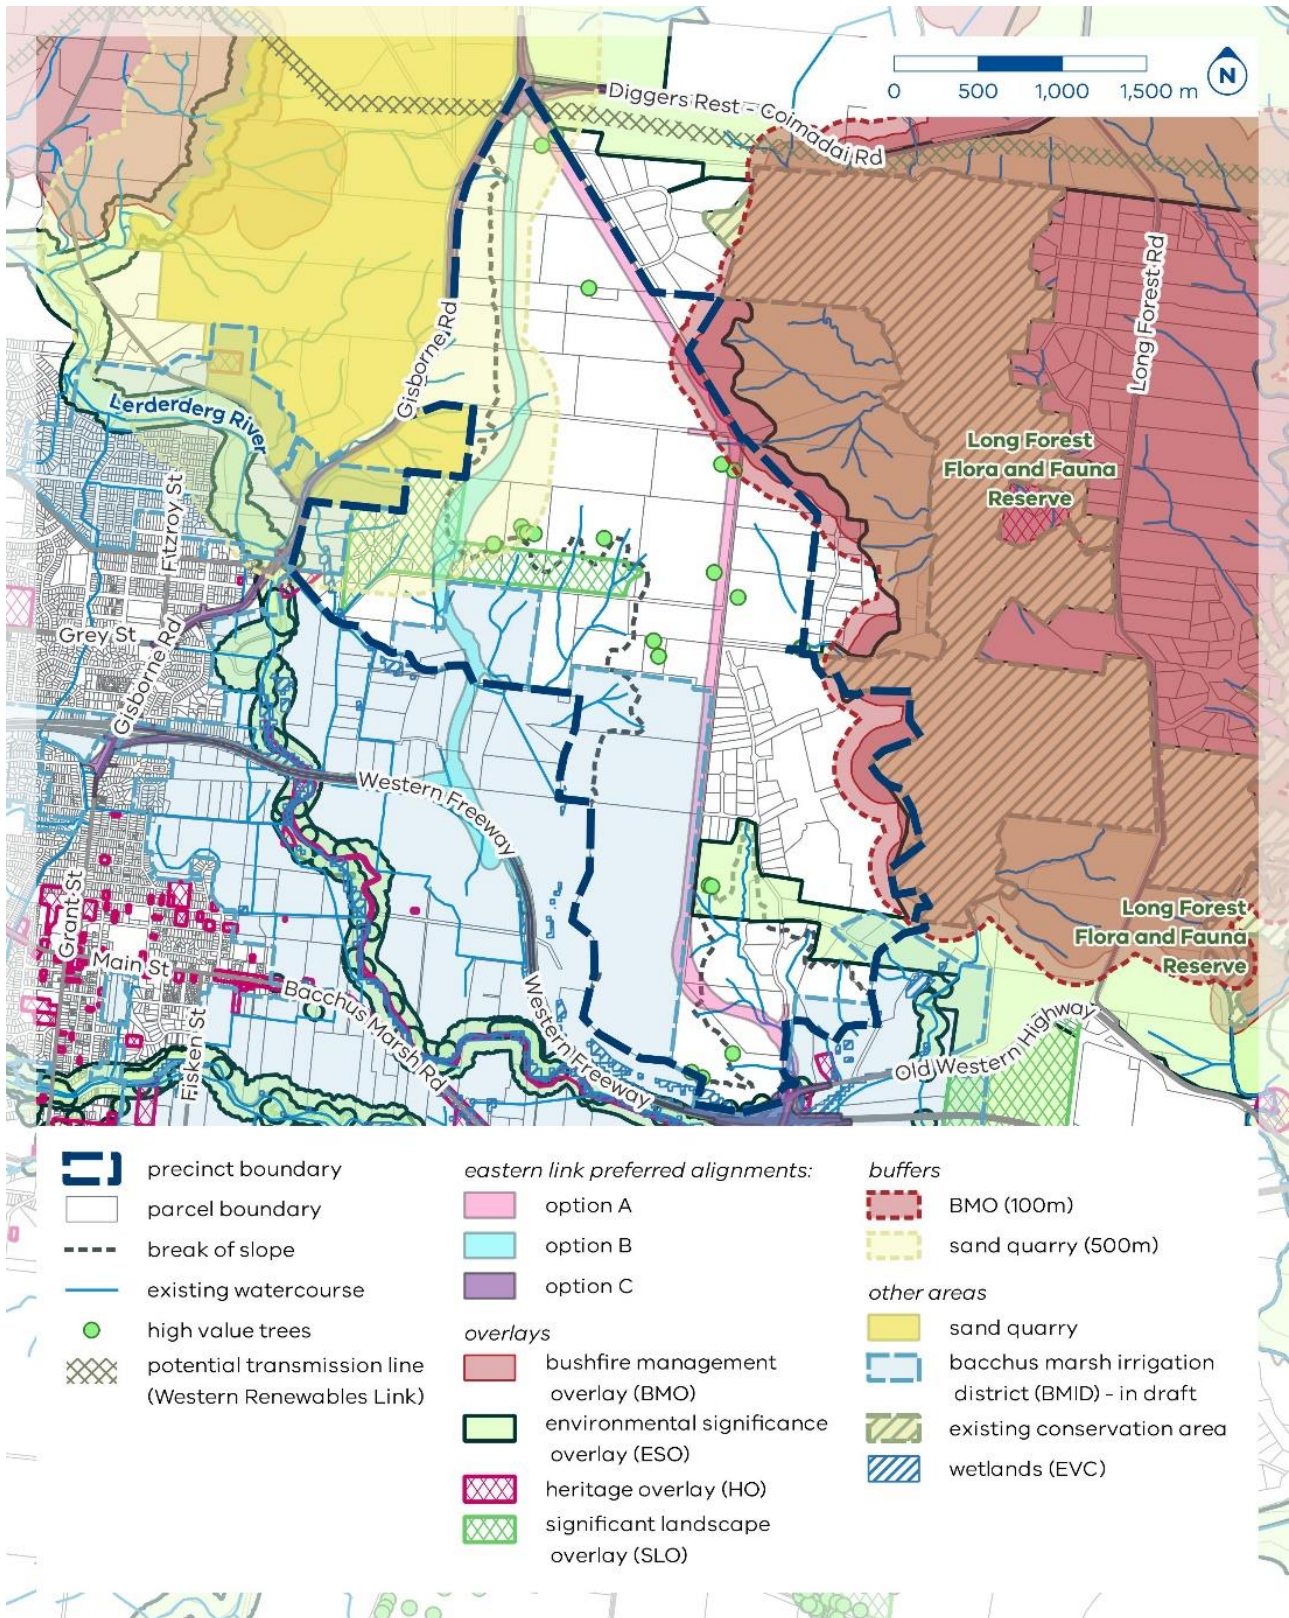 0 500 1,000 1,500 m
N
Diggers Rest - Coimadai Rd
Long Forest Rd
Gisborne Rd
Lerderderg River
Long Forest
Flora and Fauna
Reserve
Fitzroy St
Grey St
Gisborne Rd
Western Freeway
Grant St
Main St
Bacchus Marsh Rd
Fisken St
Western Freeway
Long Forest
Flora and Fauna
Reserve
Old Western Highway
precinct boundary
parcel boundary
break of slope
existing watercourse
high value trees
potential transmission line
(Western Renewables Link)
eastern link preferred alignments:
option A
option B
option C
overlays
bushfire management
overlay (BMO)
environmental significance
overlay (ESO)
heritage overlay (HO)
significant landscape
overlay (SLO)
buffers
BMO (100m)
sand quarry (500m)
other areas
sand quarry
bacchus marsh irrigation
district (BMID) - in draft
existing conservation area
wetlands (EVC)